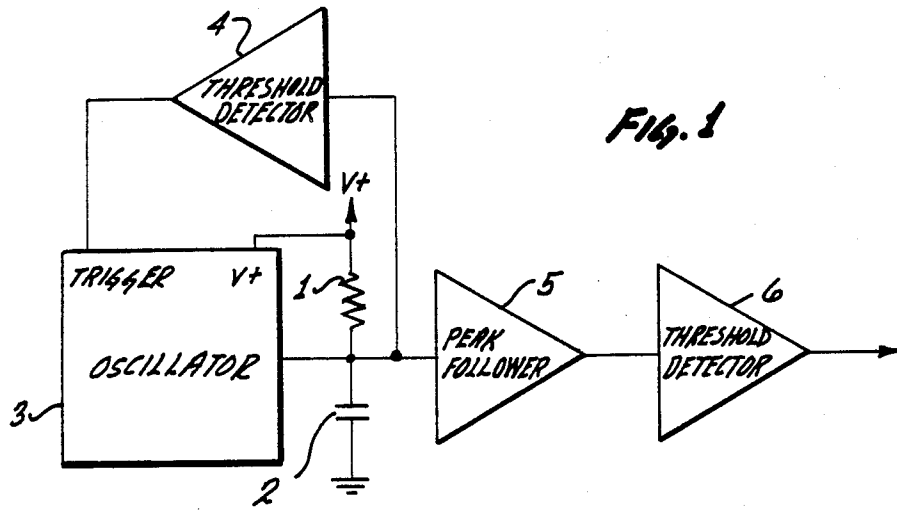 4
THRESHOLD
DETECTOR
FIG. 1
V+
TRIGGER
V+
1
5
6
PEAK
FOLLOWER
THRESHOLD
DETECTOR
OSCILLATOR
3
2